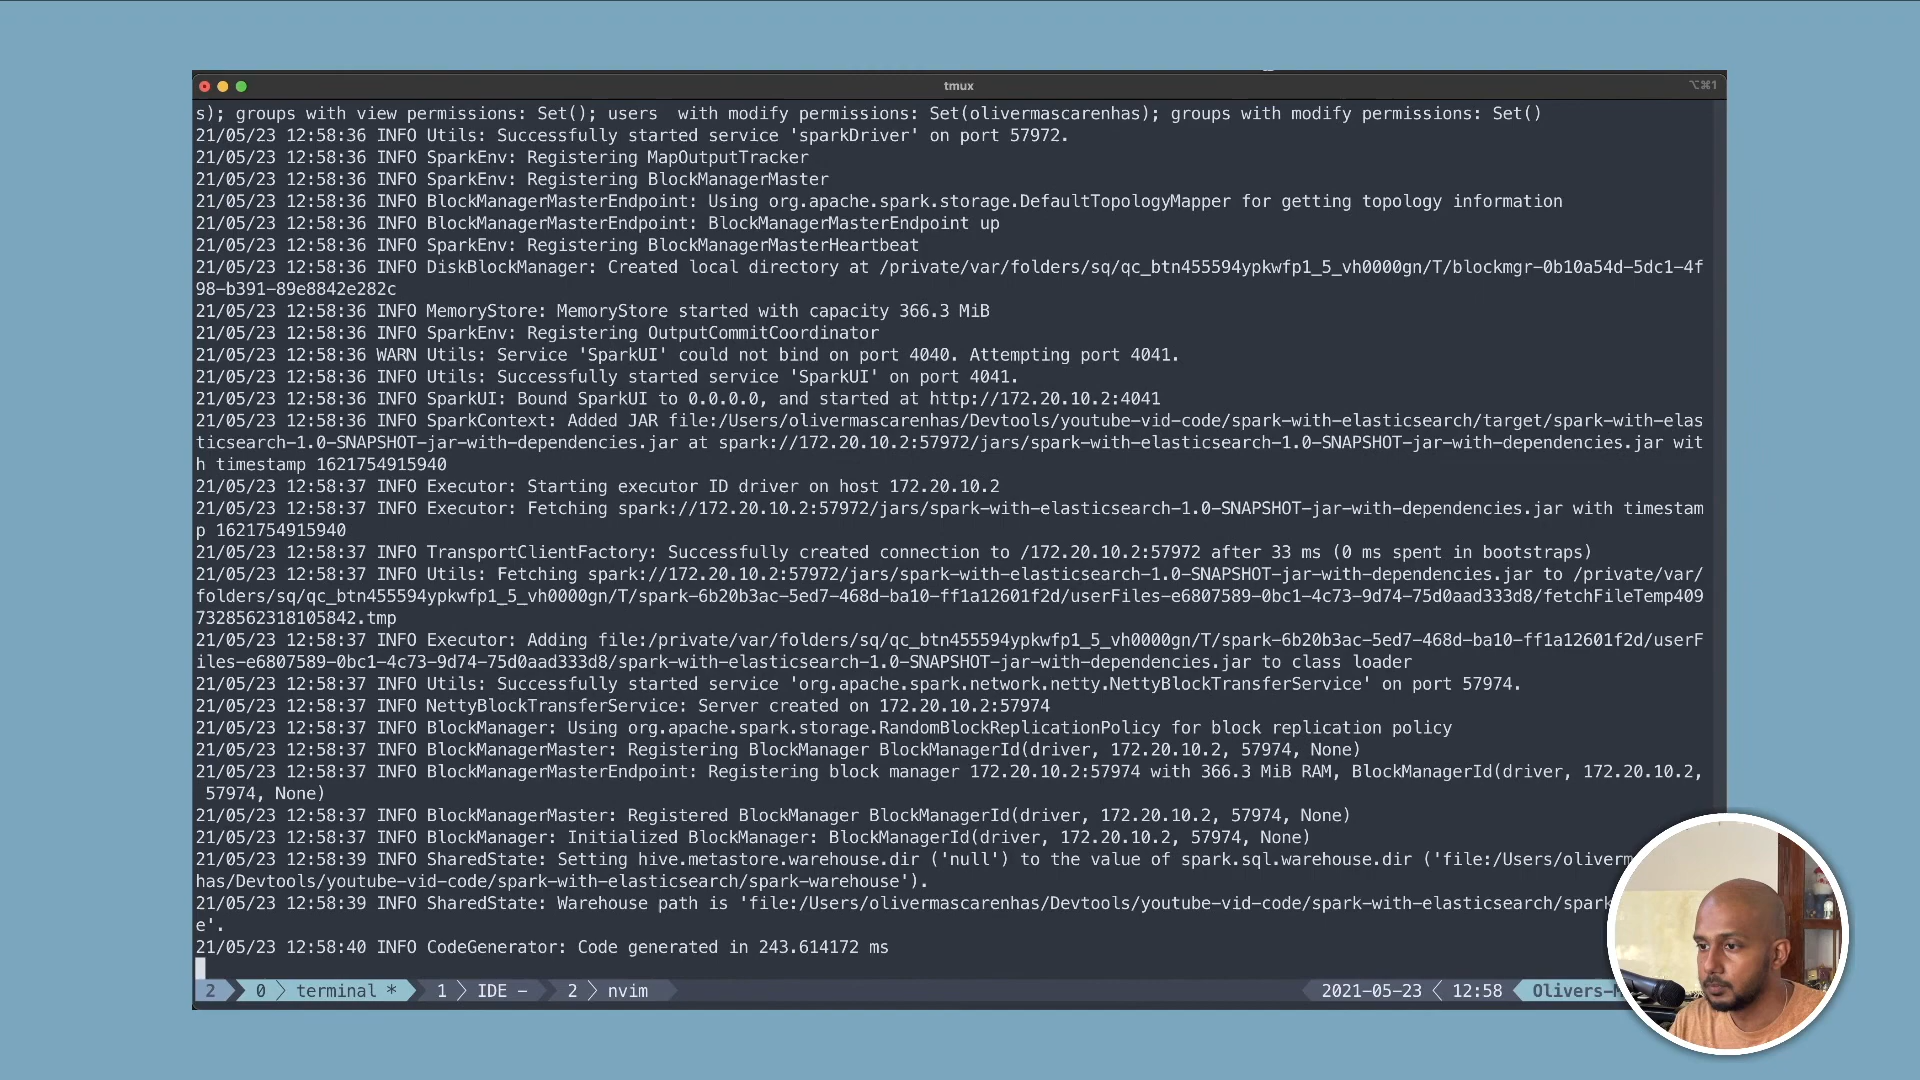 tmux
⌥⌘1
s); groups with view permissions: Set(); users  with modify permissions: Set(olivermascarenhas); groups with modify permissions: Set()
21/05/23 12:58:36 INFO Utils: Successfully started service 'sparkDriver' on port 57972.
21/05/23 12:58:36 INFO SparkEnv: Registering MapOutputTracker
21/05/23 12:58:36 INFO SparkEnv: Registering BlockManagerMaster
21/05/23 12:58:36 INFO BlockManagerMasterEndpoint: Using org.apache.spark.storage.DefaultTopologyMapper for getting topology information
21/05/23 12:58:36 INFO BlockManagerMasterEndpoint: BlockManagerMasterEndpoint up
21/05/23 12:58:36 INFO SparkEnv: Registering BlockManagerMasterHeartbeat
21/05/23 12:58:36 INFO DiskBlockManager: Created local directory at /private/var/folders/sq/qc_btn455594ypkwfp1_5_vh0000gn/T/blockmgr-0b10a54d-5dc1-4f
98-b391-89e8842e282c
21/05/23 12:58:36 INFO MemoryStore: MemoryStore started with capacity 366.3 MiB
21/05/23 12:58:36 INFO SparkEnv: Registering OutputCommitCoordinator
21/05/23 12:58:36 WARN Utils: Service 'SparkUI' could not bind on port 4040. Attempting port 4041.
21/05/23 12:58:36 INFO Utils: Successfully started service 'SparkUI' on port 4041.
21/05/23 12:58:36 INFO SparkUI: Bound SparkUI to 0.0.0.0, and started at http://172.20.10.2:4041
21/05/23 12:58:36 INFO SparkContext: Added JAR file:/Users/olivermascarenhas/Devtools/youtube-vid-code/spark-with-elasticsearch/target/spark-with-elas
ticsearch-1.0-SNAPSHOT-jar-with-dependencies.jar at spark://172.20.10.2:57972/jars/spark-with-elasticsearch-1.0-SNAPSHOT-jar-with-dependencies.jar wit
h timestamp 1621754915940
21/05/23 12:58:37 INFO Executor: Starting executor ID driver on host 172.20.10.2
21/05/23 12:58:37 INFO Executor: Fetching spark://172.20.10.2:57972/jars/spark-with-elasticsearch-1.0-SNAPSHOT-jar-with-dependencies.jar with timestam
p 1621754915940
21/05/23 12:58:37 INFO TransportClientFactory: Successfully created connection to /172.20.10.2:57972 after 33 ms (0 ms spent in bootstraps)
21/05/23 12:58:37 INFO Utils: Fetching spark://172.20.10.2:57972/jars/spark-with-elasticsearch-1.0-SNAPSHOT-jar-with-dependencies.jar to /private/var/
folders/sq/qc_btn455594ypkwfp1_5_vh0000gn/T/spark-6b20b3ac-5ed7-468d-ba10-ff1a12601f2d/userFiles-e6807589-0bc1-4c73-9d74-75d0aad333d8/fetchFileTemp409
7328562318105842.tmp
21/05/23 12:58:37 INFO Executor: Adding file:/private/var/folders/sq/qc_btn455594ypkwfp1_5_vh0000gn/T/spark-6b20b3ac-5ed7-468d-ba10-ff1a12601f2d/userF
iles-e6807589-0bc1-4c73-9d74-75d0aad333d8/spark-with-elasticsearch-1.0-SNAPSHOT-jar-with-dependencies.jar to class loader
21/05/23 12:58:37 INFO Utils: Successfully started service 'org.apache.spark.network.netty.NettyBlockTransferService' on port 57974.
21/05/23 12:58:37 INFO NettyBlockTransferService: Server created on 172.20.10.2:57974
21/05/23 12:58:37 INFO BlockManager: Using org.apache.spark.storage.RandomBlockReplicationPolicy for block replication policy
21/05/23 12:58:37 INFO BlockManagerMaster: Registering BlockManager BlockManagerId(driver, 172.20.10.2, 57974, None)
21/05/23 12:58:37 INFO BlockManagerMasterEndpoint: Registering block manager 172.20.10.2:57974 with 366.3 MiB RAM, BlockManagerId(driver, 172.20.10.2,
 57974, None)
21/05/23 12:58:37 INFO BlockManagerMaster: Registered BlockManager BlockManagerId(driver, 172.20.10.2, 57974, None)
21/05/23 12:58:37 INFO BlockManager: Initialized BlockManager: BlockManagerId(driver, 172.20.10.2, 57974, None)
21/05/23 12:58:39 INFO SharedState: Setting hive.metastore.warehouse.dir ('null') to the value of spark.sql.warehouse.dir ('file:/Users/oliverm
has/Devtools/youtube-vid-code/spark-with-elasticsearch/spark-warehouse').
21/05/23 12:58:39 INFO SharedState: Warehouse path is 'file:/Users/olivermascarenhas/Devtools/youtube-vid-code/spark-with-elasticsearch/spark
e'.
21/05/23 12:58:40 INFO CodeGenerator: Code generated in 243.614172 ms
2 0 terminal * 1 IDE - 2 nvim 2021-05-23 12:58 Olivers-M